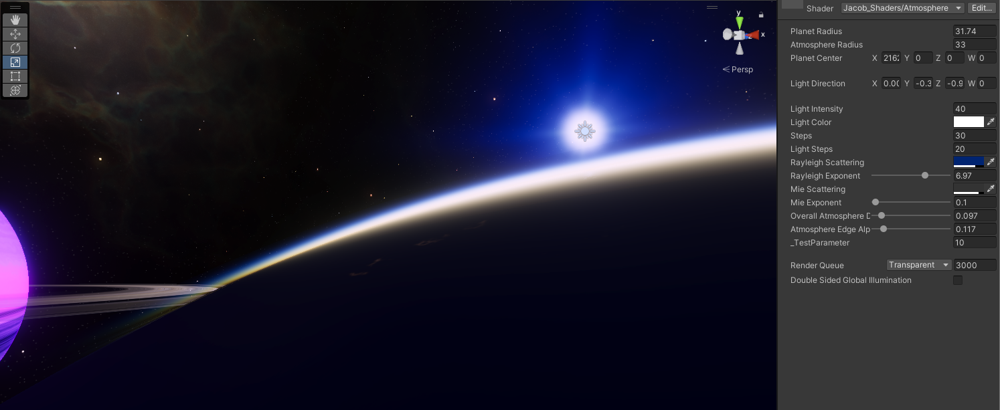 Shader Jacob_Shaders/Atmosphere Edit...
y
x
z
Persp
Planet Radius 31.74
Atmosphere Radius 33
Planet Center X 2162 Y 0 Z 0 W 0
Light Direction X 0.00 Y -0.3 Z -0.9 W 0
Light Intensity 40
Light Color
Steps 30
Light Steps 20
Rayleigh Scattering
Rayleigh Exponent 6.97
Mie Scattering
Mie Exponent 0.1
Overall Atmosphere D 0.097
Atmosphere Edge Alp 0.117
_TestParameter 10
Render Queue Transparent 3000
Double Sided Global Illumination